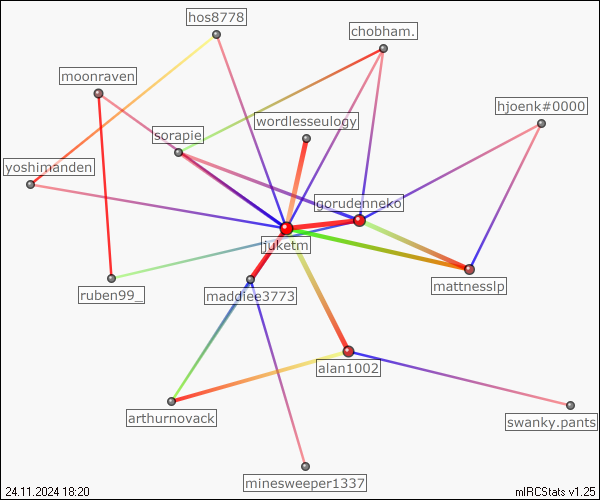 hos8778
chobham.
moonraven
hjoenk#0000
wordlesseulogy
sorapie
yoshimanden
gorudenneko
juketm
mattnesslp
ruben99_
maddiee3773
alan1002
arthurnovack
swanky.pants
minesweeper1337
24.11.2024 18:20
mIRCStats v1.25